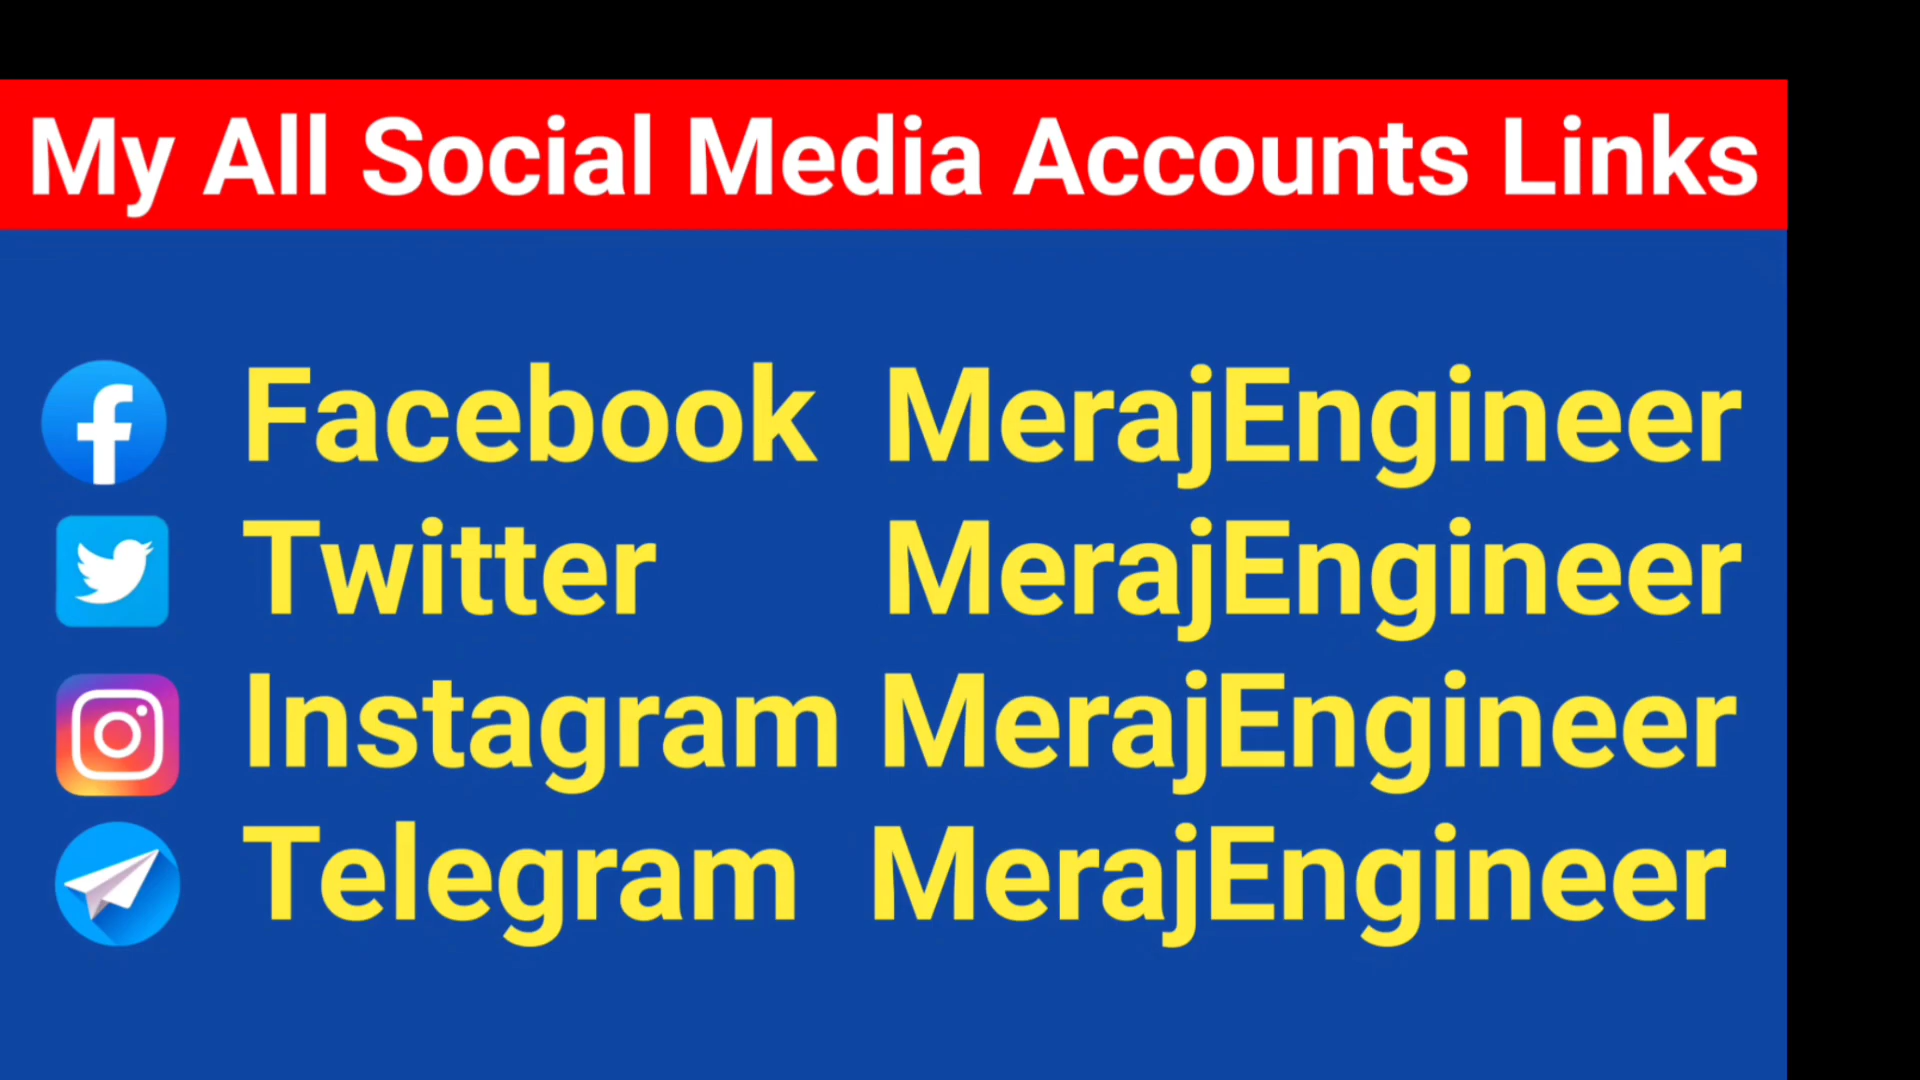 My All Social Media Accounts Links
Facebook MerajEngineer
Twitter MerajEngineer
Instagram MerajEngineer
Telegram MerajEngineer